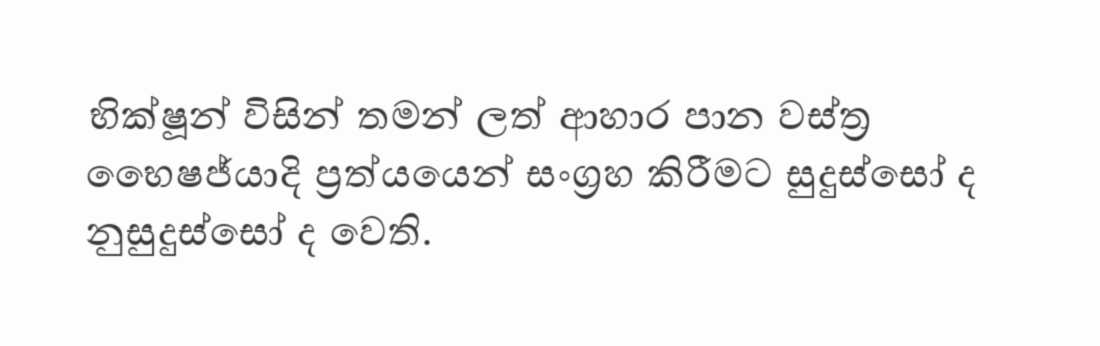 භික්ෂූන් විසින් තමන් ලත් ආහාර පාන වස්ත්‍ර
භෛෂජ්යාදි ප්‍රත්යයෙන් සංග්‍රහ කිරීමට සුදුස්සෝ ද
නුසුදුස්සෝ ද වෙති.